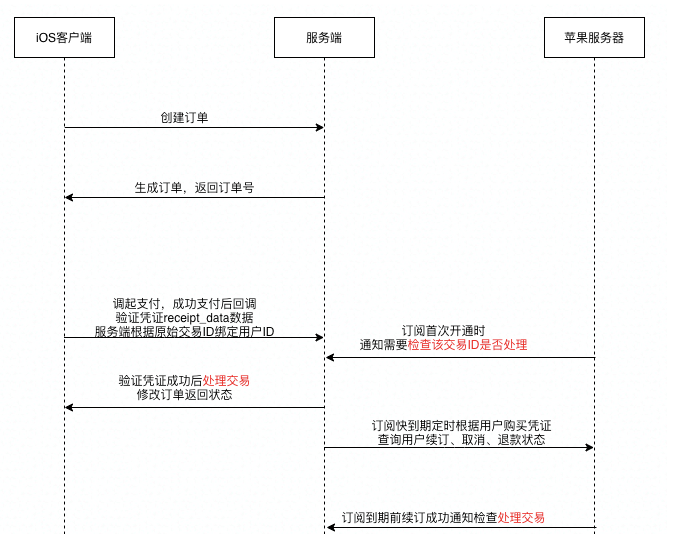 iOS客户端
服务端
苹果服务器
创建订单
生成订单，返回订单号
调起支付，成功支付后回调
验证凭证receipt_data数据
服务端根据原始交易ID绑定用户ID
订阅首次开通时
通知需要检查该交易ID是否处理
验证凭证成功后处理交易
修改订单返回状态
订阅快到期定时根据用户购买凭证
查询用户续订、取消、退款状态
订阅到期前续订成功通知检查处理交易